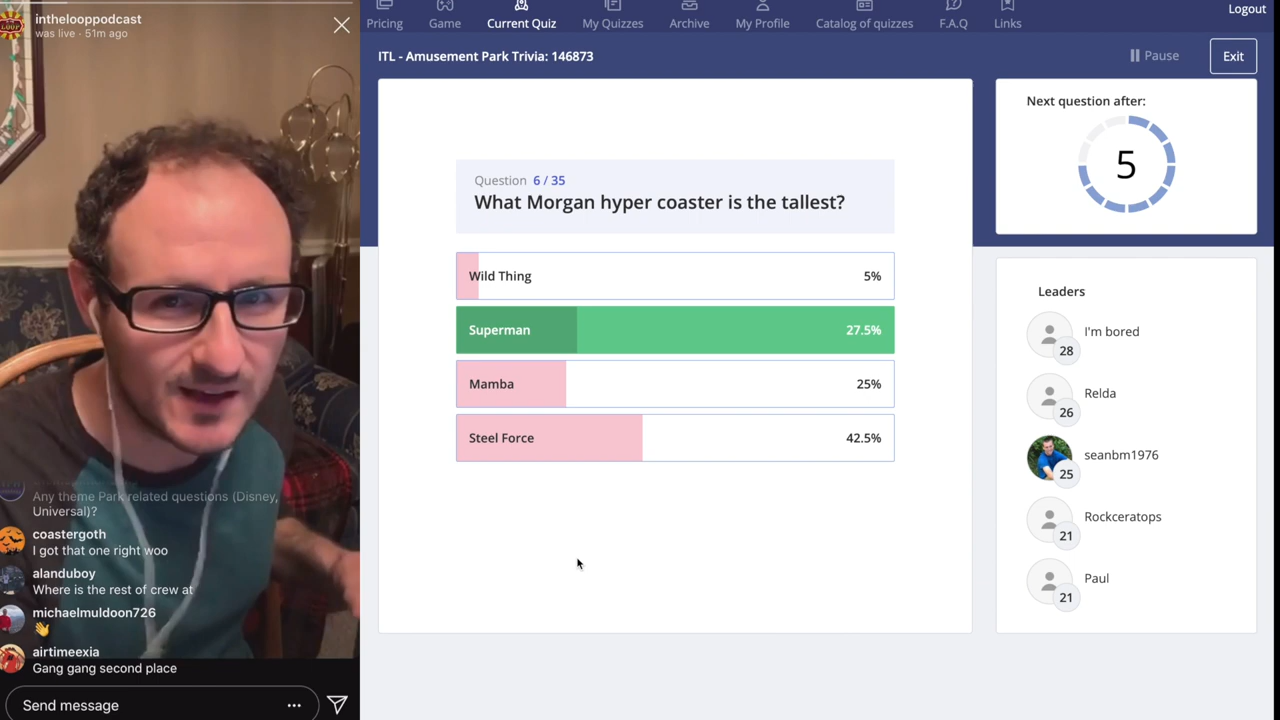 inthelooppodcast
was live · 51m ago
Any theme Park related questions (Disney,
Universal)?
coastergoth
I got that one right woo
alanduboy
Where is the rest of crew at
michaelmuldoon726
👋
airtimeexia
Gang gang second place
Send message
Pricing
Game
Current Quiz
My Quizzes
Archive
My Profile
Catalog of quizzes
F.A.Q
Links
Logout
ITL - Amusement Park Trivia: 146873
Pause
Exit
Question 6 / 35
What Morgan hyper coaster is the tallest?
Wild Thing 5%
Superman 27.5%
Mamba 25%
Steel Force 42.5%
Next question after:
5
Leaders
I'm bored
28
Relda
26
seanbm1976
25
Rockceratops
21
Paul
21